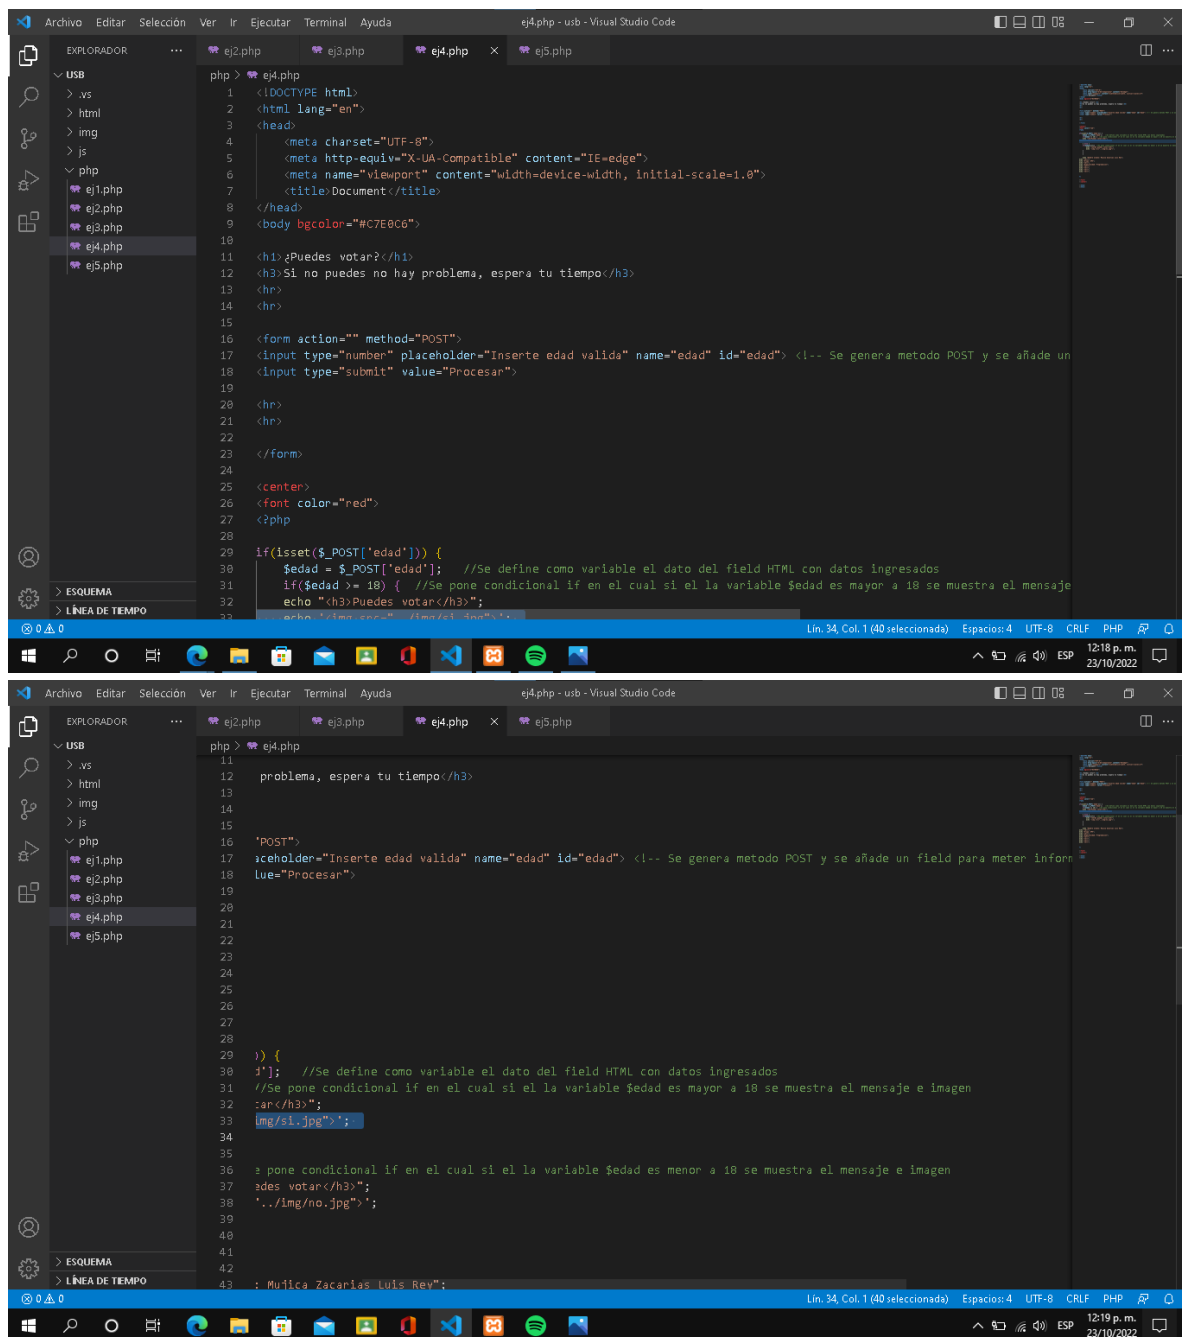 Archivo Editar Selección Ver Ir Ejecutar Terminal Ayuda ej4.php - usb - Visual Studio Code
EXPLORADOR ··· ej2.php ej3.php ej4.php ej5.php
USB
.vs
html
img
js
php
ej1.php
ej2.php
ej3.php
ej4.php
ej5.php
ESQUEMA
LÍNEA DE TIEMPO
php > ej4.php
1 <!DOCTYPE html>
2 <html lang="en">
3 <head>
4 <meta charset="UTF-8">
5 <meta http-equiv="X-UA-Compatible" content="IE=edge">
6 <meta name="viewport" content="width=device-width, initial-scale=1.0">
7 <title>Document</title>
8 </head>
9 <body bgcolor="#C7E0C6">
10
11 <h1>¿Puedes votar?</h1>
12 <h3>Si no puedes no hay problema, espera tu tiempo</h3>
13 <hr>
14 <hr>
15
16 <form action="" method="POST">
17 <input type="number" placeholder="Inserte edad valida" name="edad" id="edad"> <!-- Se genera metodo POST y se añade un
18 <input type="submit" value="Procesar">
19
20 <hr>
21 <hr>
22
23 </form>
24
25 <center>
26 <font color="red">
27 <?php
28
29 if(isset($_POST['edad'])) {
30 $edad = $_POST['edad']; //Se define como variable el dato del field HTML con datos ingresados
31 if($edad >= 18) { //Se pone condicional if en el cual si el la variable $edad es mayor a 18 se muestra el mensaje
32 echo "<h3>Puedes votar</h3>";
33 echo '<img src="../img/si.jpg">';
0 0 Lín. 34, Col. 1 (40 seleccionada) Espacios: 4 UTF-8 CRLF PHP
ESP 12:18 p. m.
23/10/2022
Archivo Editar Selección Ver Ir Ejecutar Terminal Ayuda ej4.php - usb - Visual Studio Code
EXPLORADOR ··· ej2.php ej3.php ej4.php ej5.php
USB
.vs
html
img
js
php
ej1.php
ej2.php
ej3.php
ej4.php
ej5.php
ESQUEMA
LÍNEA DE TIEMPO
php > ej4.php
11
12 problema, espera tu tiempo</h3>
13
14
15
16 "POST">
17 aceholder="Inserte edad valida" name="edad" id="edad"> <!-- Se genera metodo POST y se añade un field para meter inform
18 lue="Procesar">
19
20
21
22
23
24
25
26
27
28
29 )) {
30 d']; //Se define como variable el dato del field HTML con datos ingresados
31 //Se pone condicional if en el cual si el la variable $edad es mayor a 18 se muestra el mensaje e imagen
32 tar</h3>";
33 img/si.jpg">';
34
35
36 e pone condicional if en el cual si el la variable $edad es menor a 18 se muestra el mensaje e imagen
37 edes votar</h3>";
38 "../img/no.jpg">';
39
40
41
42
43 : Mujica Zacarias Luis Rey";
0 0 Lín. 34, Col. 1 (40 seleccionada) Espacios: 4 UTF-8 CRLF PHP
ESP 12:19 p. m.
23/10/2022